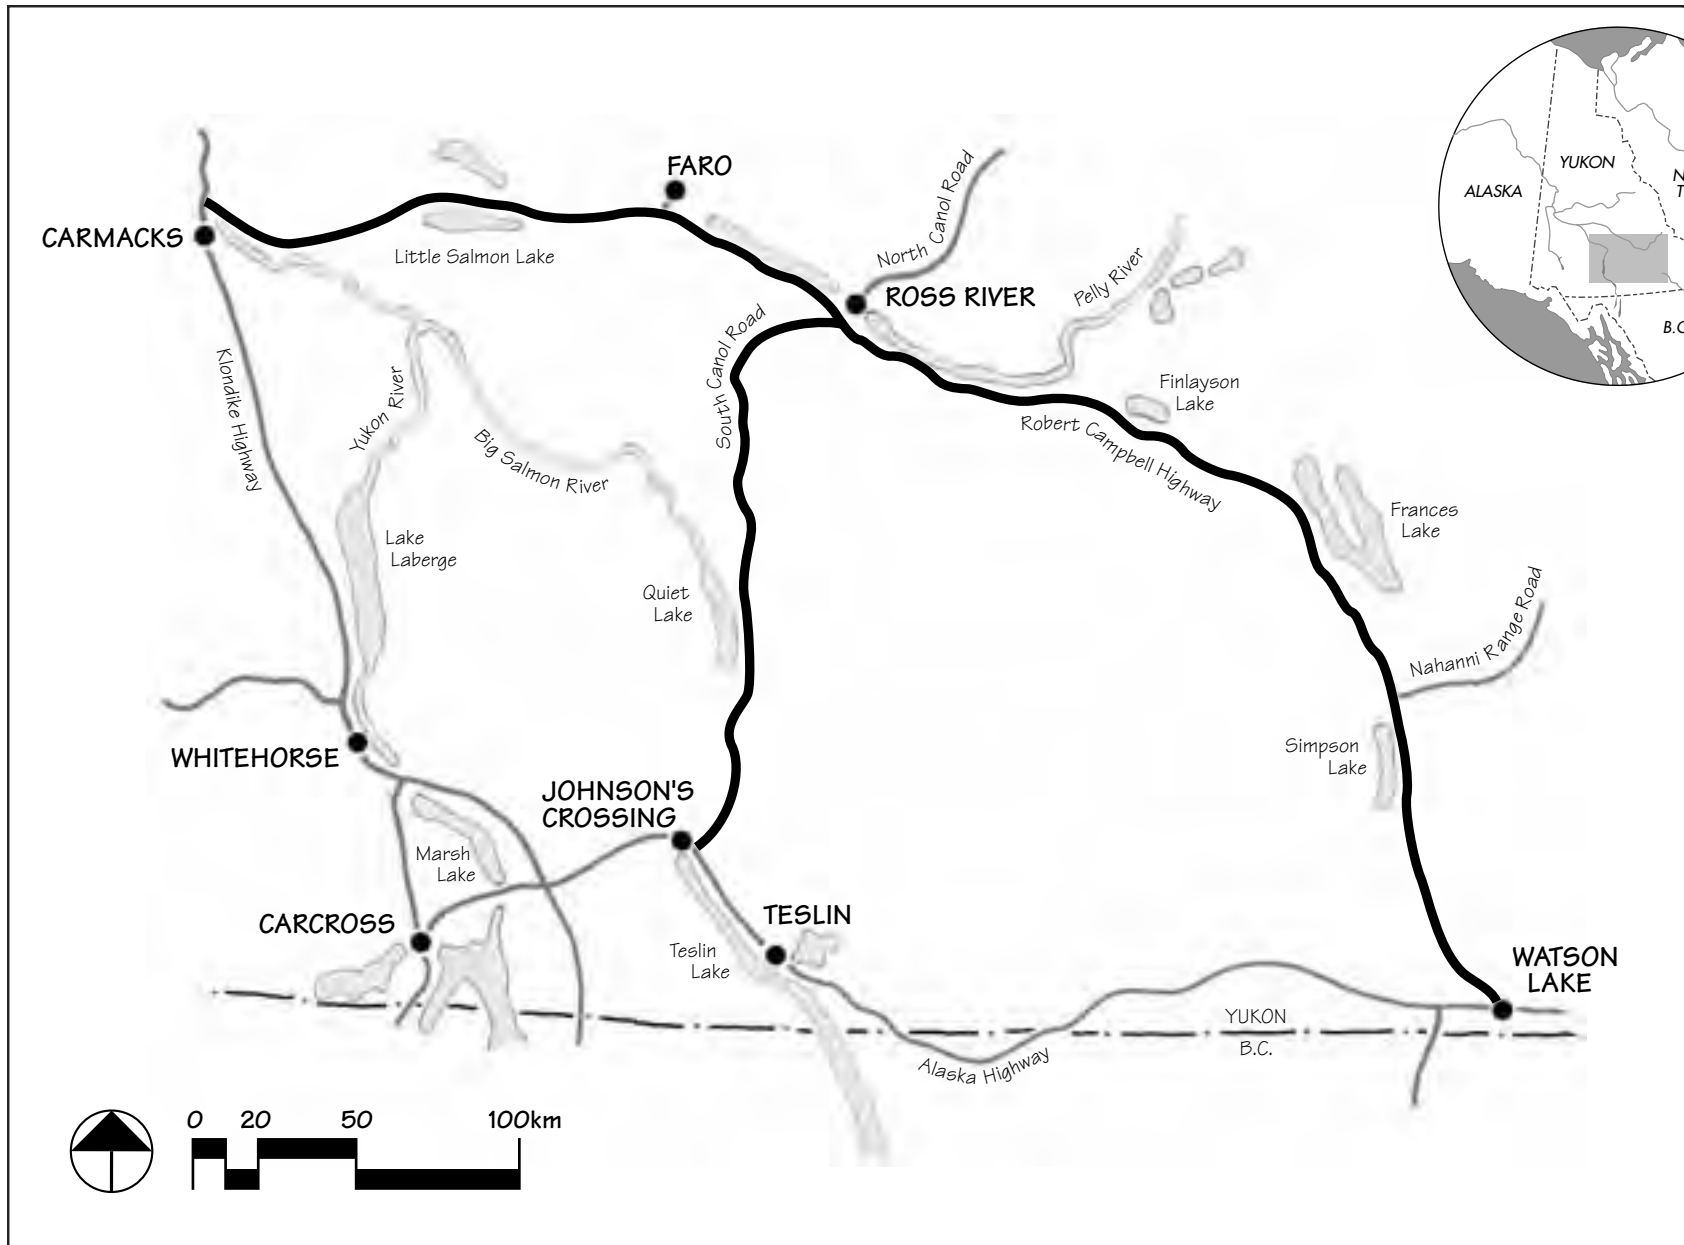 YUKON
ALASKA
N
T
B.C
FARO
CARMACKS
Little Salmon Lake
North Canol Road
ROSS RIVER
Pelly River
South Canol Road
Klondike Highway
Yukon River
Big Salmon River
Finlayson
Lake
Robert Campbell Highway
Frances
Lake
Lake
Laberge
Quiet
Lake
Nahanni Range Road
Simpson
Lake
WHITEHORSE
JOHNSON'S
CROSSING
Marsh
Lake
CARCROSS
TESLIN
Teslin
Lake
WATSON
LAKE
YUKON
B.C.
Alaska Highway
0 20 50 100km